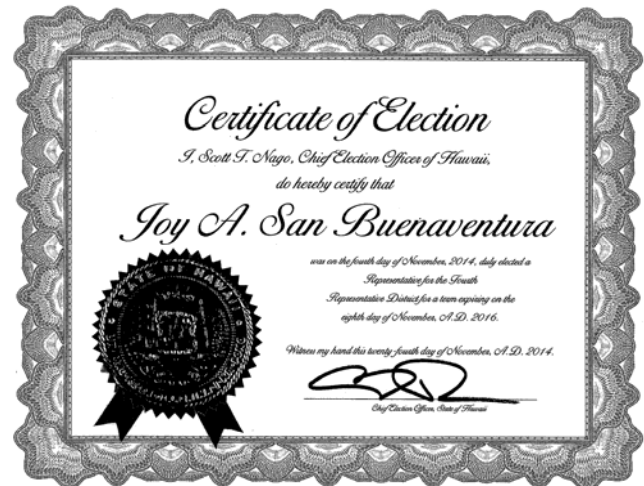 Certificate of Election
I, Scott T. Nago, Chief Election Officer of Hawaii,
do hereby certify that
Joy A. San Buenaventura
was on the fourth day of November, 2014, duly elected a
Representative for the Fourth
Representative District for a term expiring on the
eighth day of November, A.D. 2016.
Witness my hand this twenty-fourth day of November, A.D. 2014.
Chief Election Officer, State of Hawaii
STATE OF HAWAII